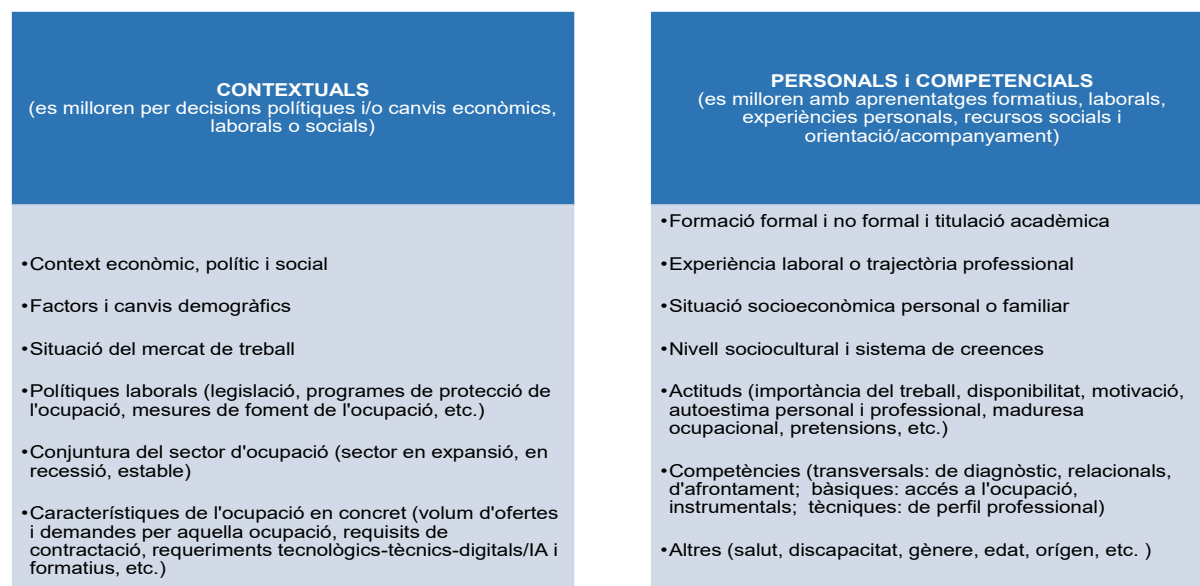 CONTEXTUALS
(es milloren per decisions polítiques i/o canvis econòmics,
laborals o socials)
•Context econòmic, polític i social
•Factors i canvis demogràfics
•Situació del mercat de treball
•Polítiques laborals (legislació, programes de protecció de
l'ocupació, mesures de foment de l'ocupació, etc.)
•Conjuntura del sector d'ocupació (sector en expansió, en
recessió, estable)
•Característiques de l'ocupació en concret (volum d'ofertes
i demandes per aquella ocupació, requisits de
contractació, requeriments tecnològics-tècnics-digitals/IA i
formatius, etc.)
PERSONALS i COMPETENCIALS
(es milloren amb aprenentatges formatius, laborals,
experiències personals, recursos socials i
orientació/acompanyament)
•Formació formal i no formal i titulació acadèmica
•Experiència laboral o trajectòria professional
•Situació socioeconòmica personal o familiar
•Nivell sociocultural i sistema de creences
•Actituds (importància del treball, disponibilitat, motivació,
autoestima personal i professional, maduresa
ocupacional, pretensions, etc.)
•Competències (transversals: de diagnòstic, relacionals,
d'afrontament; bàsiques: accés a l'ocupació,
instrumentals; tècniques: de perfil professional)
•Altres (salut, discapacitat, gènere, edat, orígen, etc. )